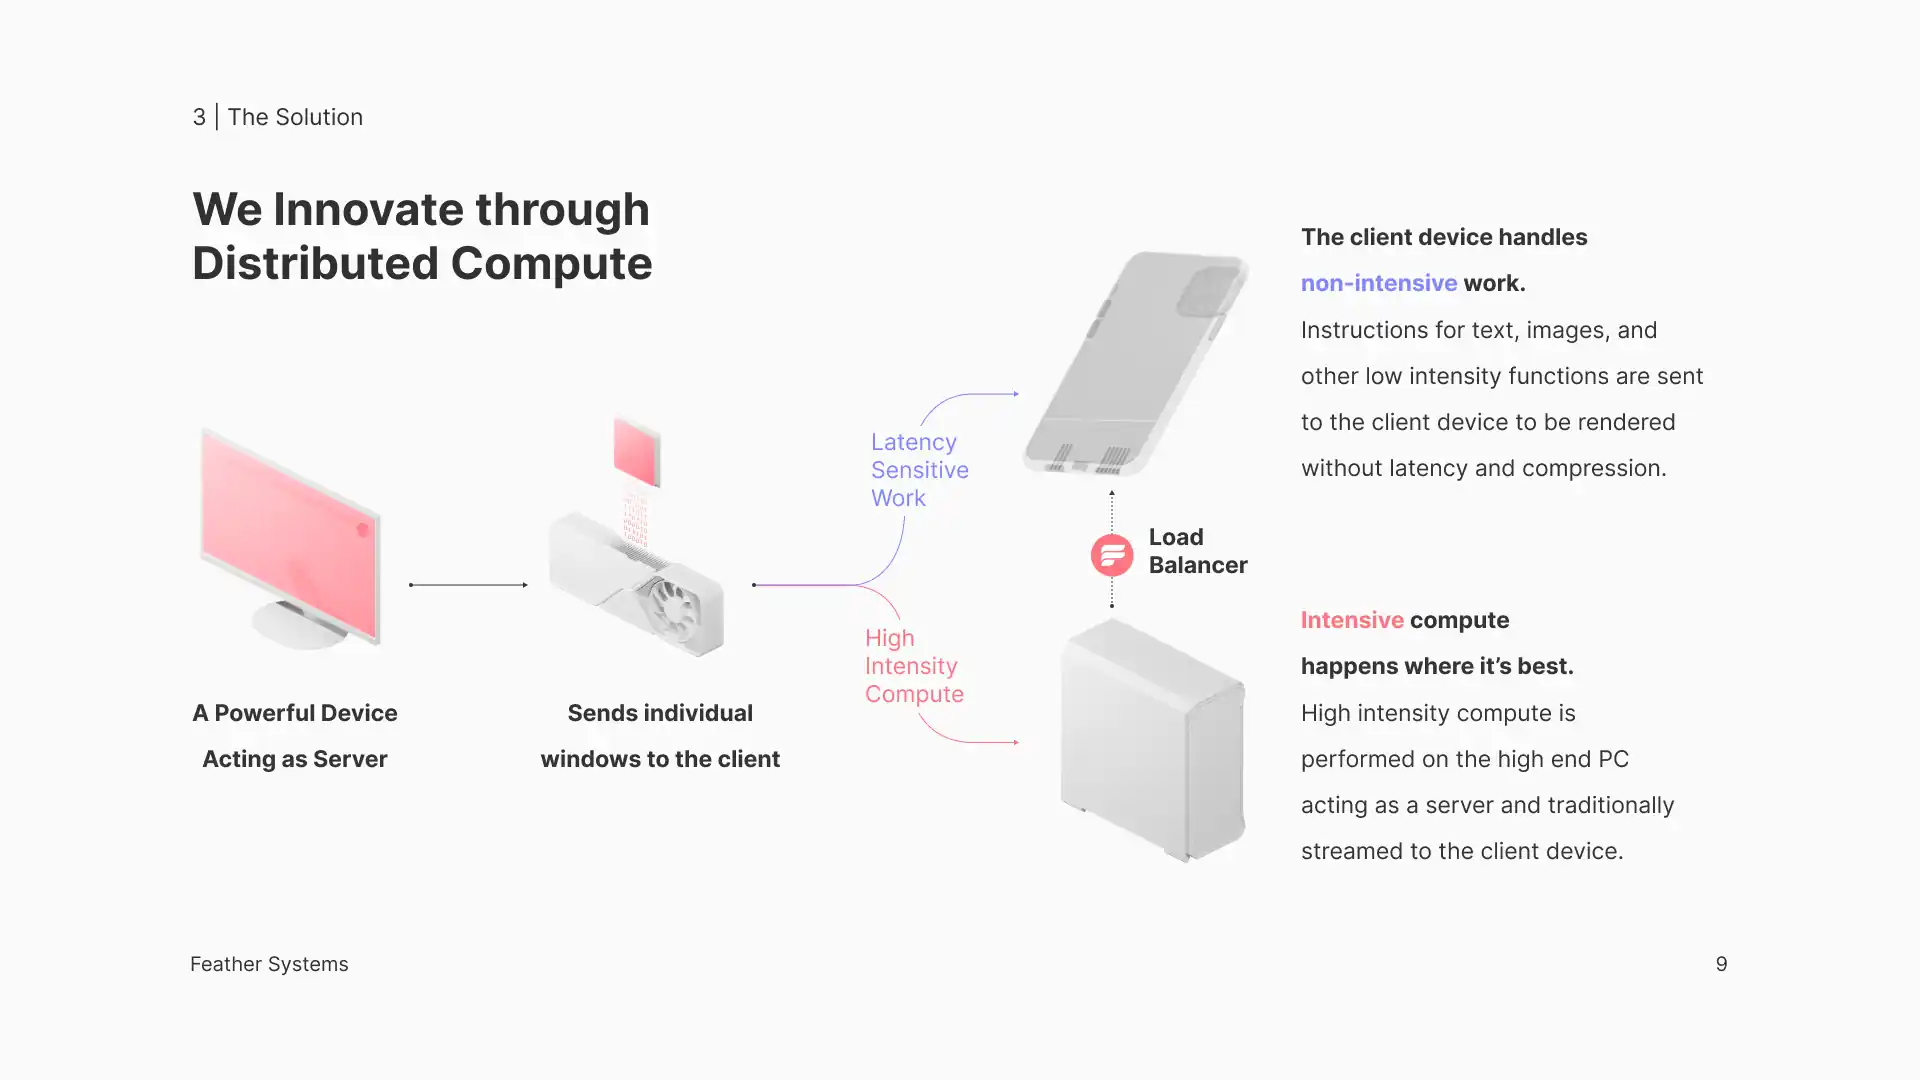 3 | The Solution
We Innovate through
Distributed Compute
A Powerful Device
Acting as Server
Sends individual
windows to the client
Latency
Sensitive
Work
High
Intensity
Compute
Load
Balancer
The client device handles
non-intensive work.
Instructions for text, images, and
other low intensity functions are sent
to the client device to be rendered
without latency and compression.
Intensive compute
happens where it’s best.
High intensity compute is
performed on the high end PC
acting as a server and traditionally
streamed to the client device.
Feather Systems
9